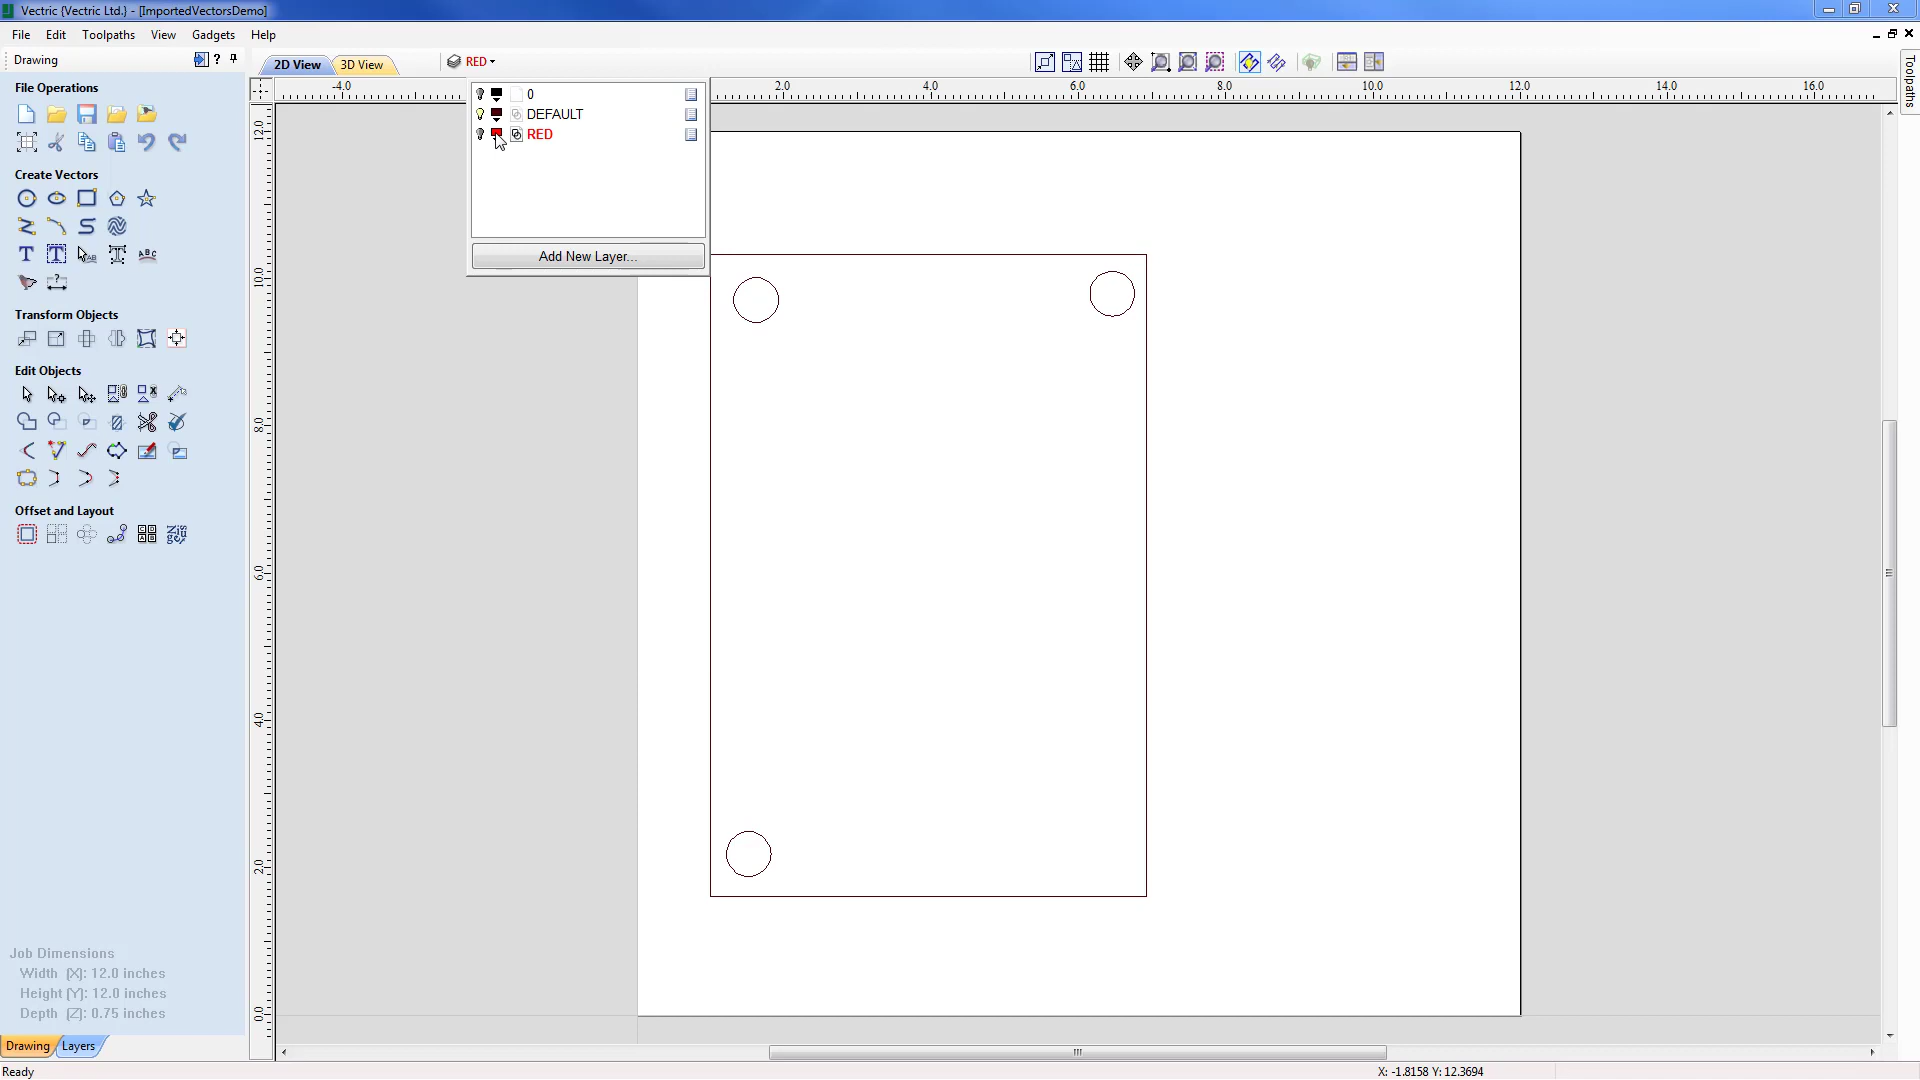 Vectric {Vectric Ltd.} - [ImportedVectorsDemo]
File Edit Toolpaths View Gadgets Help
Drawing
2D View 3D View RED
File Operations
0
DEFAULT
RED
Add New Layer...
Create Vectors
Transform Objects
Edit Objects
Offset and Layout
Job Dimensions
Width (X): 12.0 inches
Height (Y): 12.0 inches
Depth (Z): 0.75 inches
Drawing Layers
Ready
-4.0 2.0 4.0 6.0 8.0 10.0 12.0 14.0 16.0
12.0
10.0
8.0
6.0
4.0
2.0
0.0
Toolpaths
X: -1.8158 Y: 12.3694